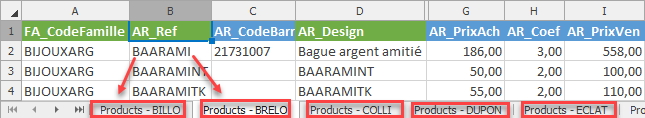 A B C D G H I
1 FA_CodeFamille AR_Ref AR_CodeBarr AR_Design AR_PrixAch AR_Coef AR_PrixVen
2 BIJOUXARG BAARAMI 21731007 Bague argent amitié 186,00 3,00 558,00
3 BIJOUXARG BAARAMINT BAARAMINT 50,00 2,00 100,00
4 BIJOUXARG BAARAMITK BAARAMITK 55,00 2,00 110,00
Products - BILLO Products - BRELO Products - COLLI Products - DUPON Products - ECLAT Pro